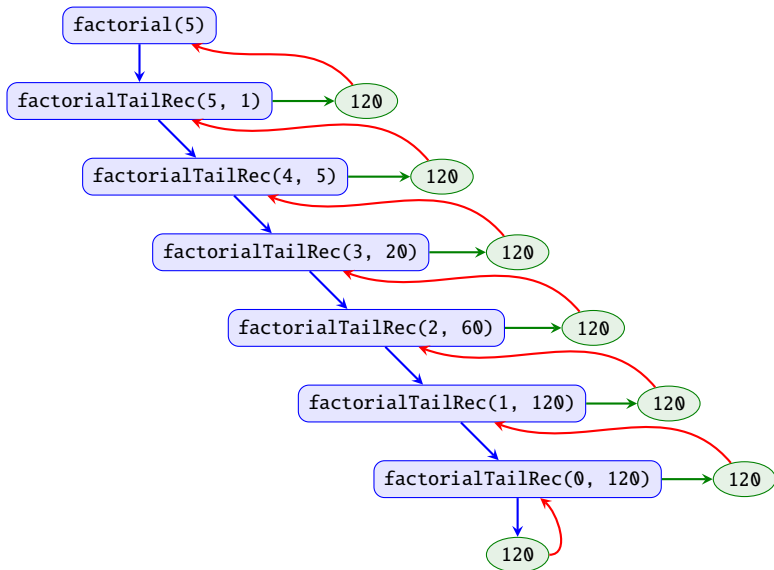 factorial(5)
factorialTailRec(5, 1)
120
factorialTailRec(4, 5)
120
factorialTailRec(3, 20)
120
factorialTailRec(2, 60)
120
factorialTailRec(1, 120)
120
factorialTailRec(0, 120)
120
120